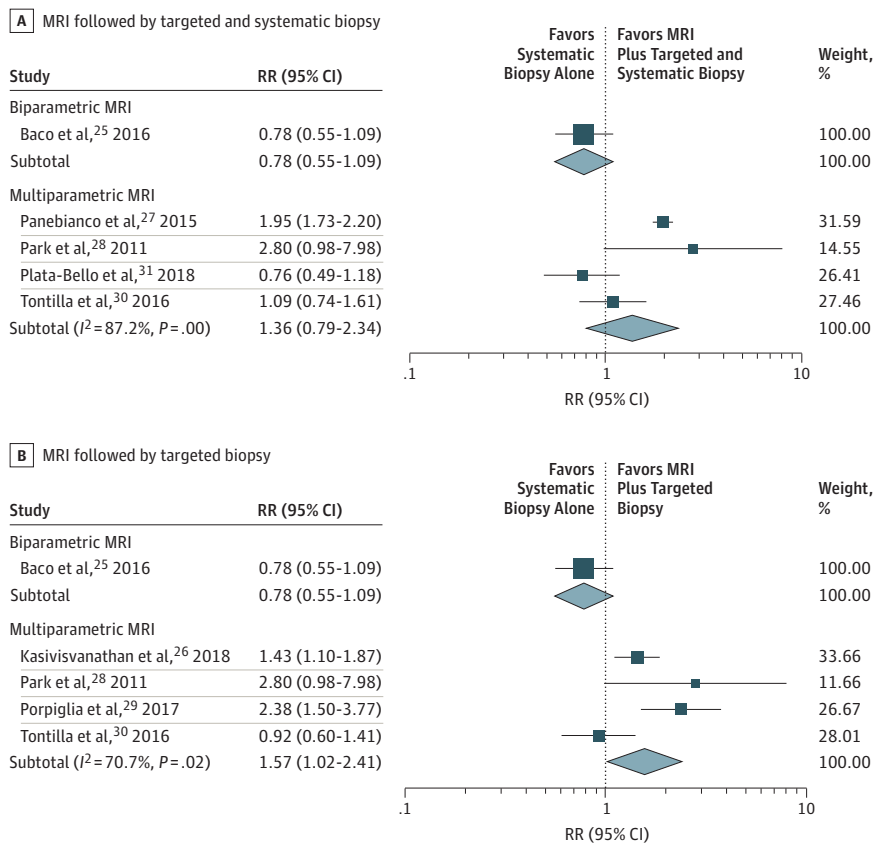 A MRI followed by targeted and systematic biopsy
Favors Systematic Biopsy Alone
Favors MRI Plus Targeted and Systematic Biopsy
Study RR (95% CI) Weight, %
Biparametric MRI
Baco et al,25 2016 0.78 (0.55-1.09) 100.00
Subtotal 0.78 (0.55-1.09) 100.00
Multiparametric MRI
Panebianco et al,27 2015 1.95 (1.73-2.20) 31.59
Park et al,28 2011 2.80 (0.98-7.98) 14.55
Plata-Bello et al,31 2018 0.76 (0.49-1.18) 26.41
Tontilla et al,30 2016 1.09 (0.74-1.61) 27.46
Subtotal (I2=87.2%, P=.00) 1.36 (0.79-2.34) 100.00
.1 1 10
RR (95% CI)
B MRI followed by targeted biopsy
Favors Systematic Biopsy Alone
Favors MRI Plus Targeted Biopsy
Study RR (95% CI) Weight, %
Biparametric MRI
Baco et al,25 2016 0.78 (0.55-1.09) 100.00
Subtotal 0.78 (0.55-1.09) 100.00
Multiparametric MRI
Kasivisvanathan et al,26 2018 1.43 (1.10-1.87) 33.66
Park et al,28 2011 2.80 (0.98-7.98) 11.66
Porpiglia et al,29 2017 2.38 (1.50-3.77) 26.67
Tontilla et al,30 2016 0.92 (0.60-1.41) 28.01
Subtotal (I2=70.7%, P=.02) 1.57 (1.02-2.41) 100.00
.1 1 10
RR (95% CI)